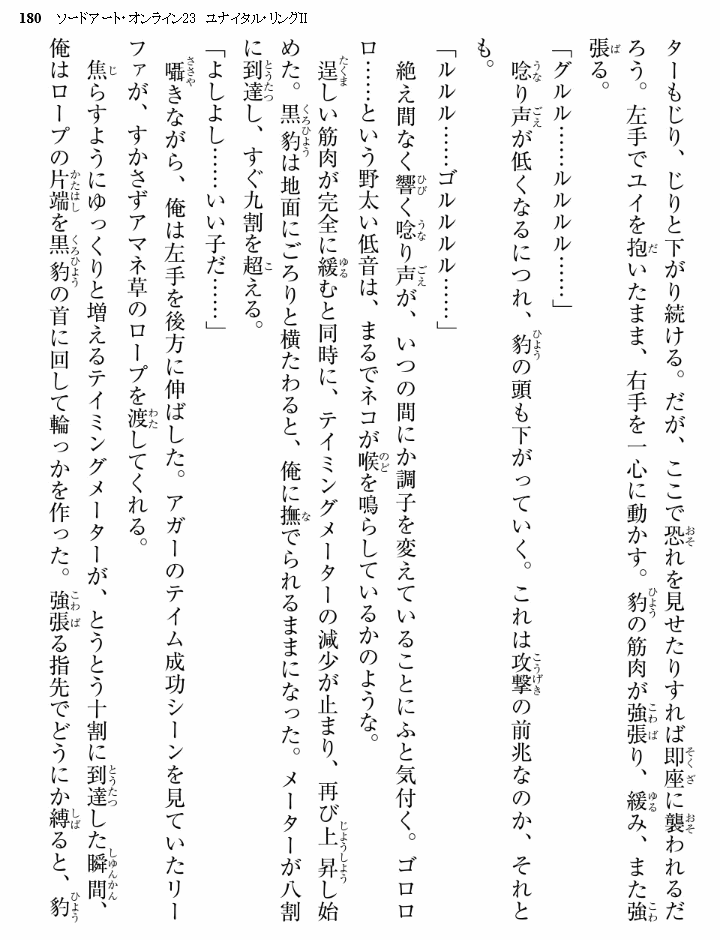 180 ソードアート・オンライン23 ユナイタル・リングⅡ
ターもじり、じりと下がり続ける。だが、ここで恐れを見せたりすれば即座に襲われるだ
ろう。左手でユイを抱いたまま、右手を一心に動かす。豹の筋肉が強張り、緩み、また強
張る。
「グルル……ルルルル……」
唸り声が低くなるにつれ、豹の頭も下がっていく。これは攻撃の前兆なのか、それと
も。
「ルルル……ゴルルルル……」
絶え間なく響く唸り声が、いつの間にか調子を変えていることにふと気付く。ゴロロ
ロ……という野太い低音は、まるでネコが喉を鳴らしているかのような。
逞しい筋肉が完全に緩むと同時に、テイミングメーターの減少が止まり、再び上昇し始
めた。黒豹は地面にごろりと横たわると、俺に撫でられるままになった。メーターが八割
に到達し、すぐ九割を超える。
「よしよし……いい子だ……」
囁きながら、俺は左手を後方に伸ばした。アガーのテイム成功シーンを見ていたリー
ファが、すかさずアマネ草のロープを渡してくれる。
焦らすようにゆっくりと増えるテイミングメーターが、とうとう十割に到達した瞬間、
俺はロープの片端を黒豹の首に回して輪っかを作った。強張る指先でどうにか縛ると、豹